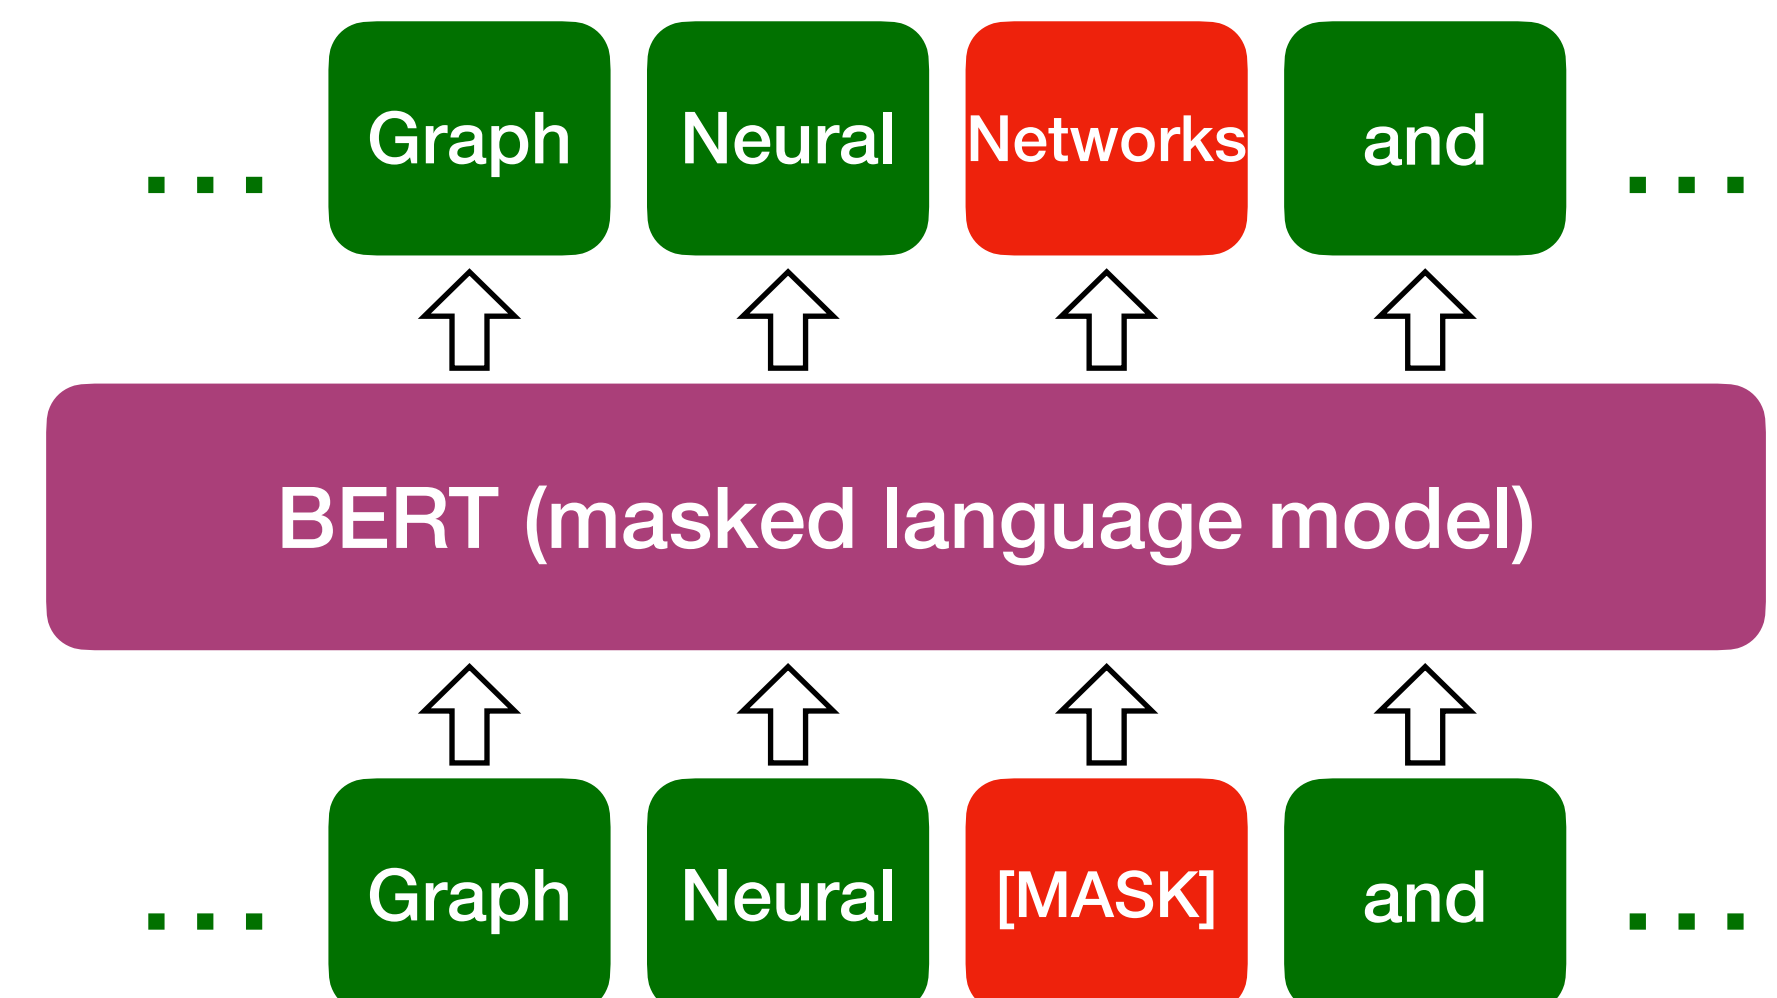 ... Graph Neural Networks and ...
BERT (masked language model)
... Graph Neural [MASK] and ...